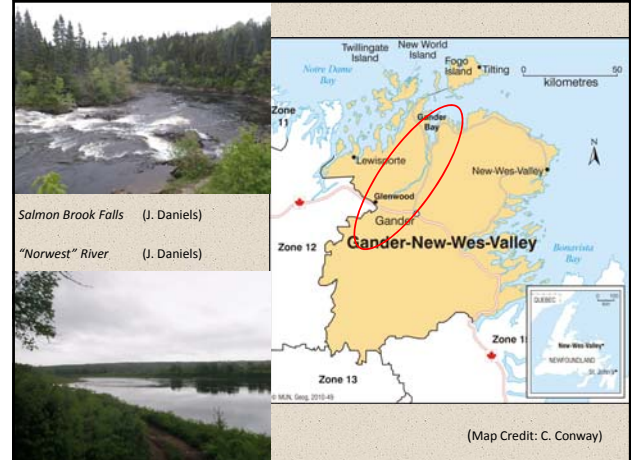 Salmon Brook Falls (J. Daniels)
“Norwest” River (J. Daniels)
Twillingate
Island
New World
Island
Fogo
Island
Tilting
0 50
kilometres
Notre Dame
Bay
Zone
11
Gander
Bay
N
Lewisporte
New-Wes-Valley
Glenwood
Gander
Zone 12
Gander-New-Wes-Valley
Bonavista
Bay
Zone 1
Zone 13
QUEBEC
New-Wes-Valley
NEWFOUNDLAND
St. John's
© MUN, Geog, 2010-49
(Map Credit: C. Conway)